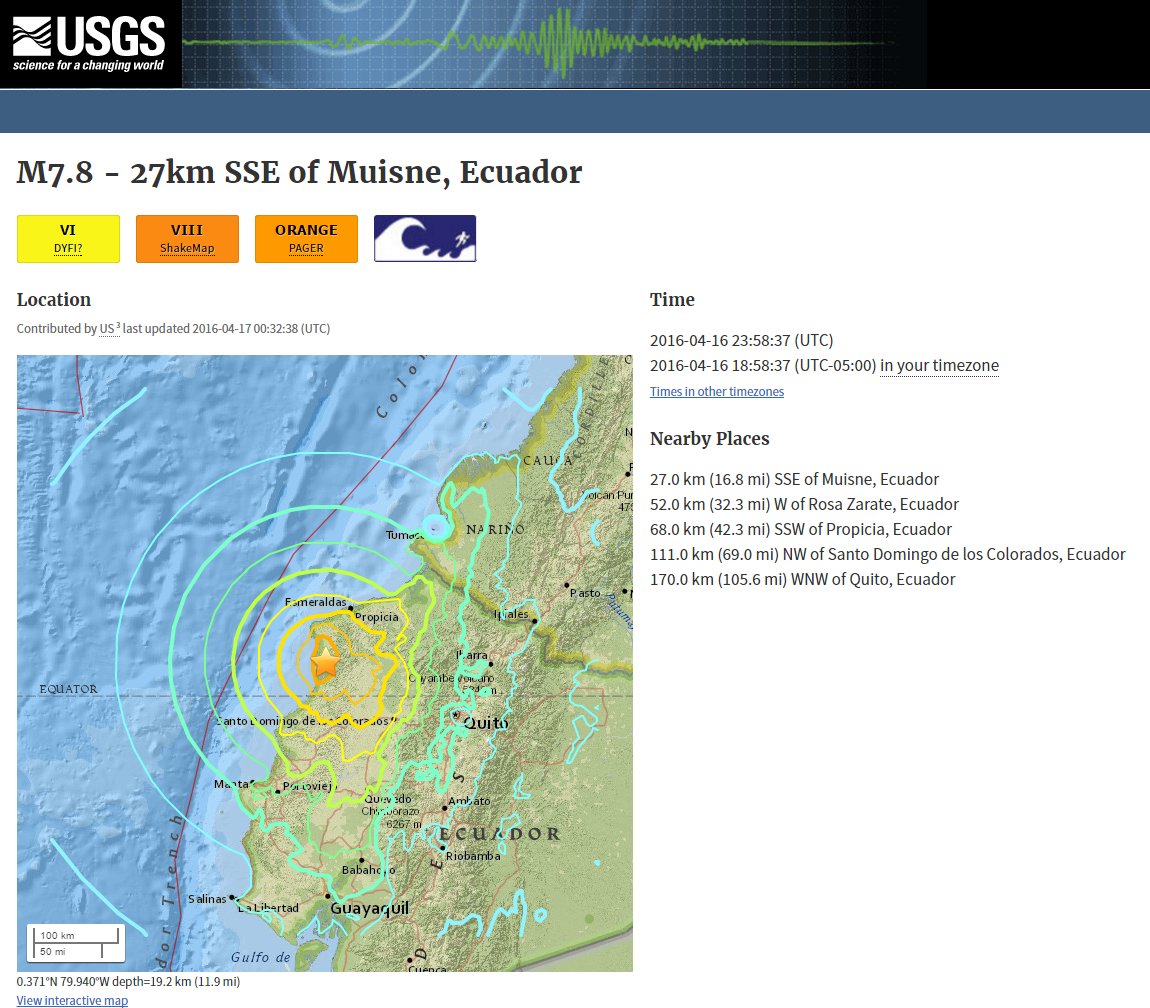 USGS
science for a changing world
M7.8 - 27km SSE of Muisne, Ecuador
VI
DYFI?
VIII
ShakeMap
ORANGE
PAGER
Location
Contributed by US 3 last updated 2016-04-17 00:32:38 (UTC)
Colom
CORDILLE
CAUCA
NARIÑO
Volcán Pur
Tumaco
Pasto
Ipiales
Putuma
Esmeraldas
Propicia
Ibarra
Cayambe Volcano
EQUATOR
Santo Domingo de los Colorados
Quito
Manta
Portoviejo
Quevedo
Chimborazo
6267 m
Ambato
ECUADOR
Riobamba
Babahoyo
Salinas
La Libertad
Guayaquil
dor Trench
Gulfo de
Cuenca
100 km
50 mi
0.371°N 79.940°W depth=19.2 km (11.9 mi)
View interactive map
Time
2016-04-16 23:58:37 (UTC)
2016-04-16 18:58:37 (UTC-05:00) in your timezone
Times in other timezones
Nearby Places
27.0 km (16.8 mi) SSE of Muisne, Ecuador
52.0 km (32.3 mi) W of Rosa Zarate, Ecuador
68.0 km (42.3 mi) SSW of Propicia, Ecuador
111.0 km (69.0 mi) NW of Santo Domingo de los Colorados, Ecuador
170.0 km (105.6 mi) WNW of Quito, Ecuador